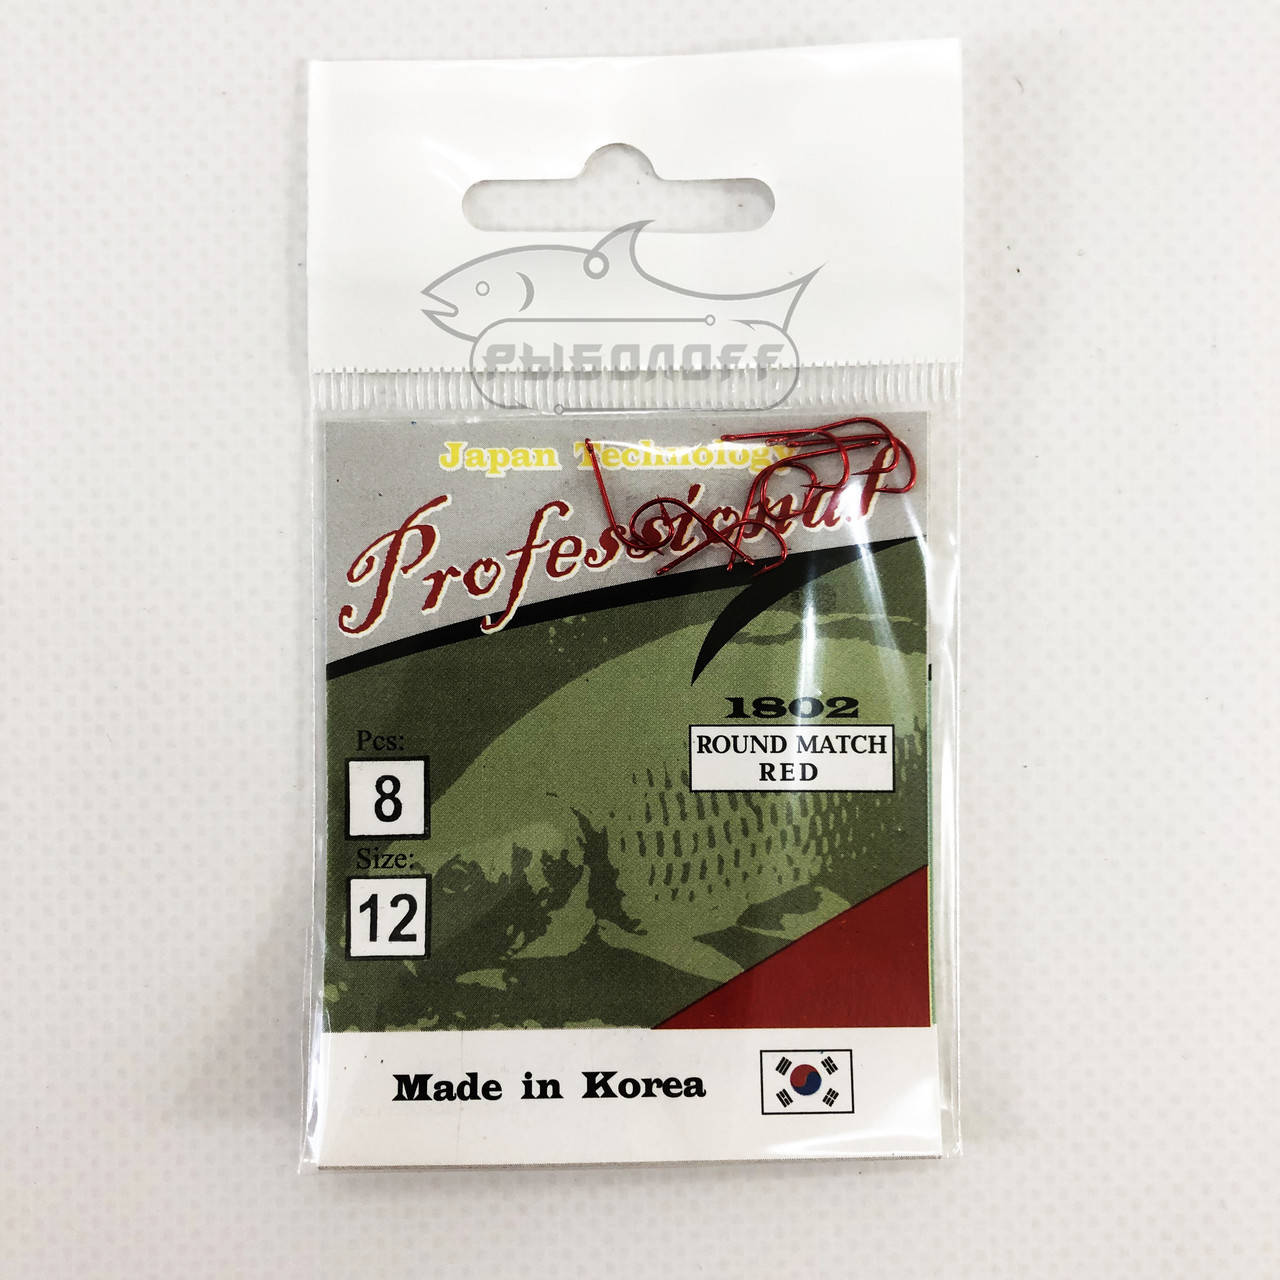 РЫБОЛОFF
Japan Technology
Professional
1802
ROUND MATCH
RED
Pcs:
8
Size:
12
Made in Korea